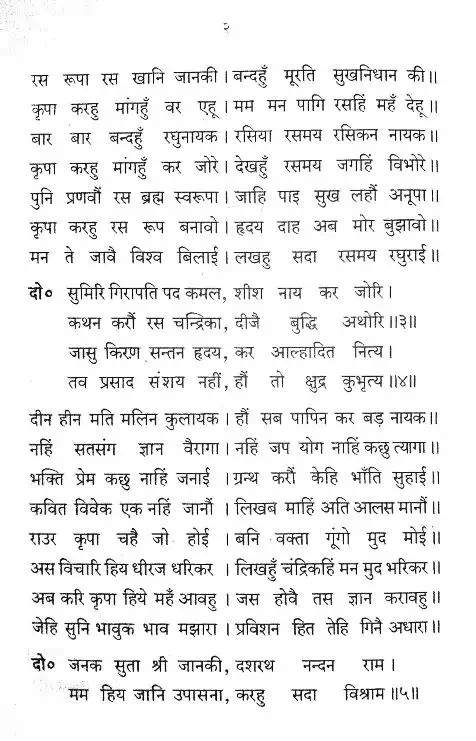 २
रस रूपा रस खानि जानकी। बन्दहुँ मूरति सुखनिधान की॥
कृपा करहु मांगहुँ वर एहू। मम मन पागि रसहिं महँ देहू॥
बार बार बन्दहुँ रघुनायक। रसिया रसमय रसिकन नायक॥
कृपा करहु मांगहुँ कर जोरे। देखहुँ रसमय जगहिं विभोरे॥
पुनि प्रणवौं रस ब्रह्म स्वरूपा। जाहि पाइ सुख लहौं अनूपा॥
कृपा करहु रस रूप बनावो। हृदय दाह अब मोर बुझावो॥
मन ते जावै विश्व बिलाई। लखहु सदा रसमय रघुराई॥
दो० सुमिरि गिरापति पद कमल, शीश नाय कर जोरि।
कथन करौं रस चन्द्रिका, दीजै बुद्धि अथोरि॥३॥
जासु किरण सन्तन हृदय, कर आल्हादित नित्य।
तव प्रसाद संशय नहीं, हौं तो क्षुद्र कुभृत्य॥४॥
दीन हीन मति मलिन कुलायक। हौं सब पापिन कर बड़ नायक॥
नहिं सतसंग ज्ञान वैरागा। नहिं जप योग नाहिं कछु त्यागा॥
भक्ति प्रेम कछु नाहिं जनाई। ग्रन्थ करौं केहि भाँति सुहाई॥
कवित विवेक एक नहिं जानौं। लिखब माहिं अति आलस मानौं॥
राउर कृपा चहै जो होई। बनि वक्ता गूंगो मुद मोई॥
अस विचारि हिय धीरज धरिकर। लिखहुँ चंद्रिकहिं मन मुद भरिकर॥
अब करि कृपा हिये महँ आवहु। जस होवै तस ज्ञान करावहु॥
जेहि सुनि भावुक भाव मझारा। प्रविशन हित तेहि गिनै अधारा॥
दो० जनक सुता श्री जानकी, दशरथ नन्दन राम।
मम हिय जानि उपासना, करहु सदा विश्राम॥५॥